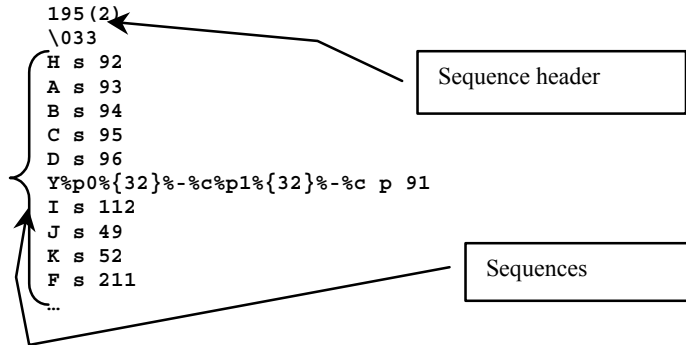 195(2)
\033
H s 92
A s 93
B s 94
C s 95
D s 96
Y%p0%{32}%-%c%p1%{32}%-%c p 91
I s 112
J s 49
K s 52
F s 211
…
Sequence header
Sequences